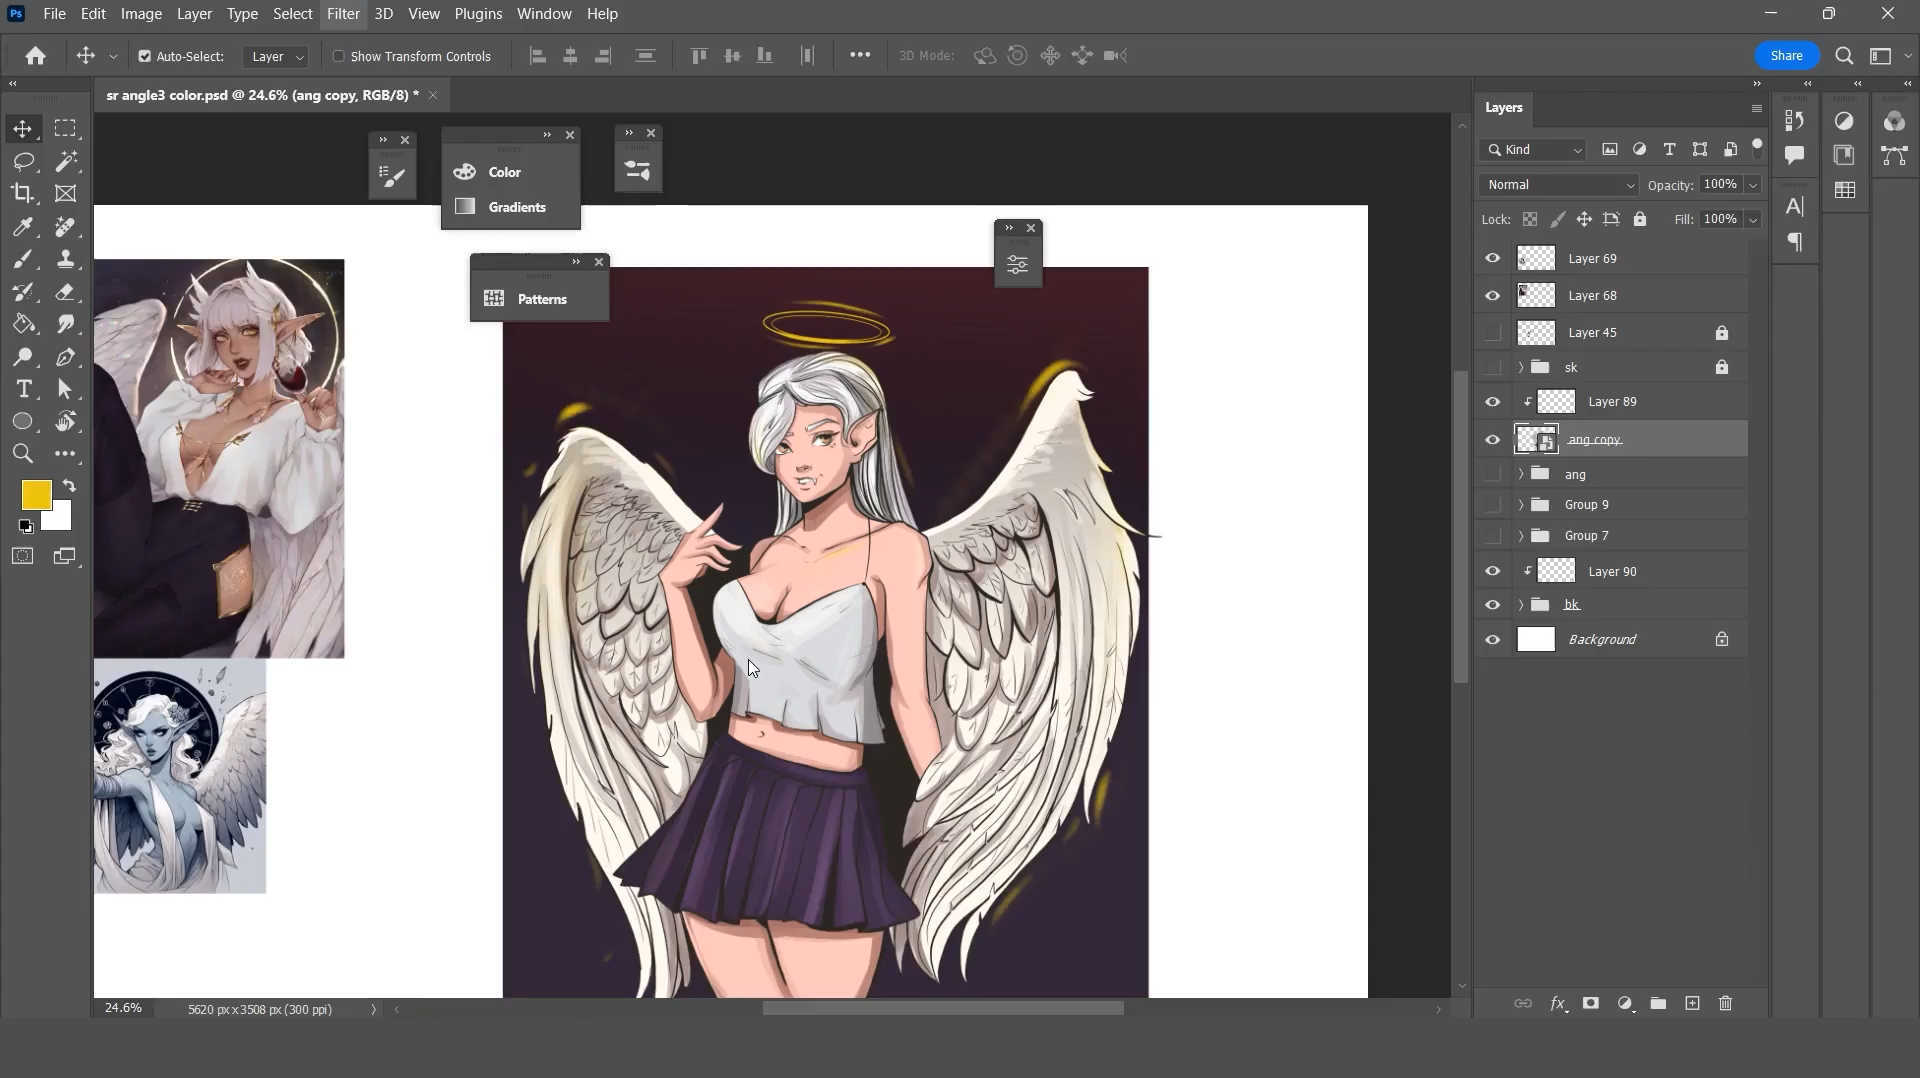 Ps File Edit Image Layer Type Select Filter 3D View Plugins Window Help
Auto-Select: Layer Show Transform Controls 3D Mode: Share
sr angle3 color.psd @ 24.6% (ang copy, RGB/8) *
Color
Gradients
Patterns
Layers
Kind
Normal Opacity: 100%
Lock: Fill: 100%
Layer 69
Layer 68
Layer 45
sk
Layer 89
ang copy
ang
Group 9
Group 7
Layer 90
bk
Background
24.6% 5620 px x 3508 px (300 ppi)